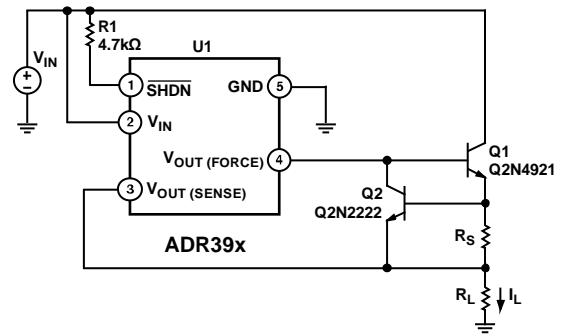 R1
4.7kΩ
U1
VIN
1
SHDN
GND
5
2
VIN
VOUT (FORCE)
4
Q1
Q2N4921
3
VOUT (SENSE)
Q2
Q2N2222
RS
ADR39x
RL
IL